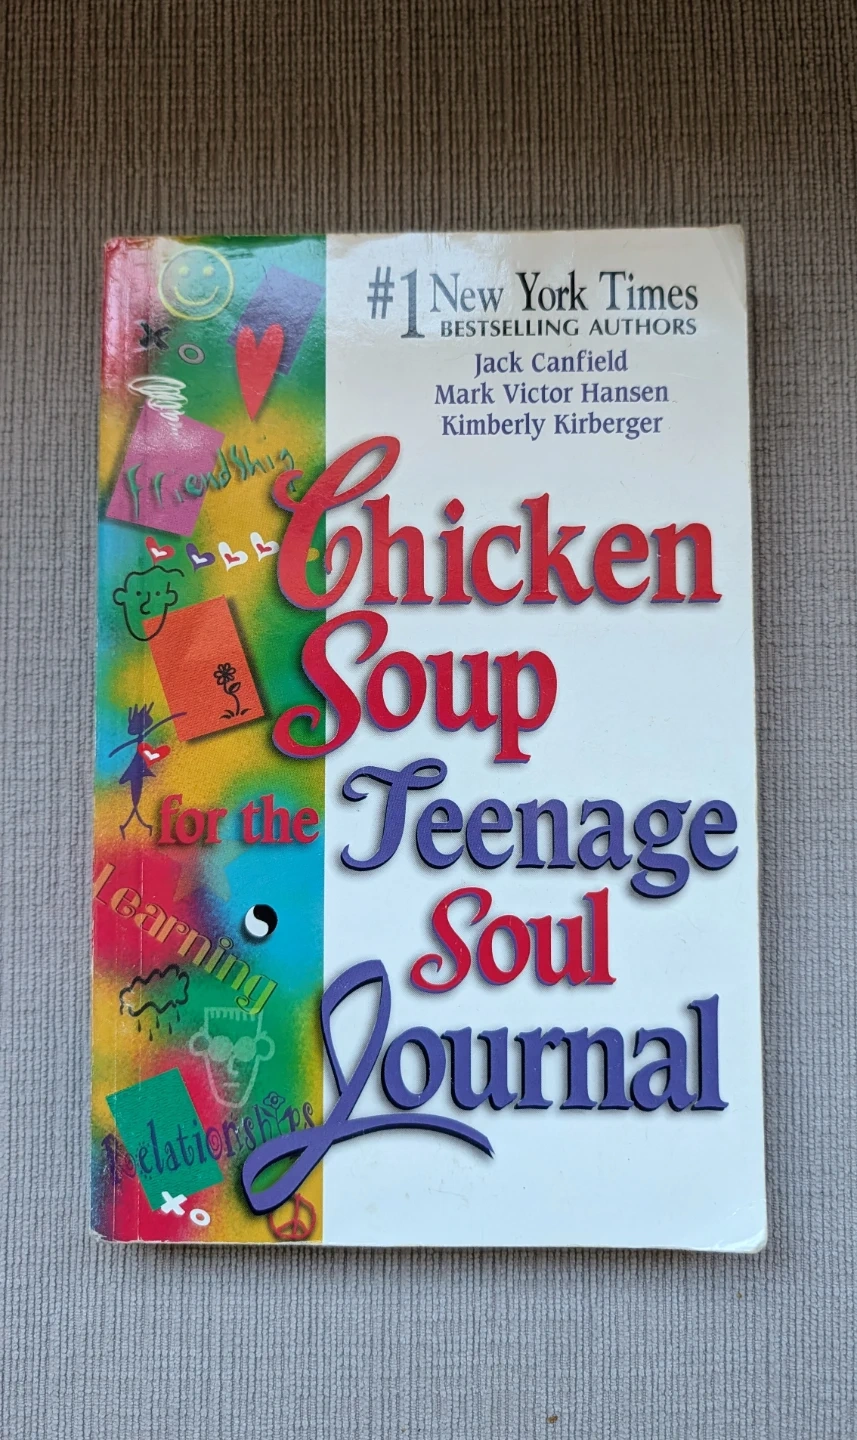 #1 New York Times
BESTSELLING AUTHORS
Jack Canfield
Mark Victor Hansen
Kimberly Kirberger
Friendship
Chicken
Soup
for the Teenage
Soul
Journal
Learning
Relationships